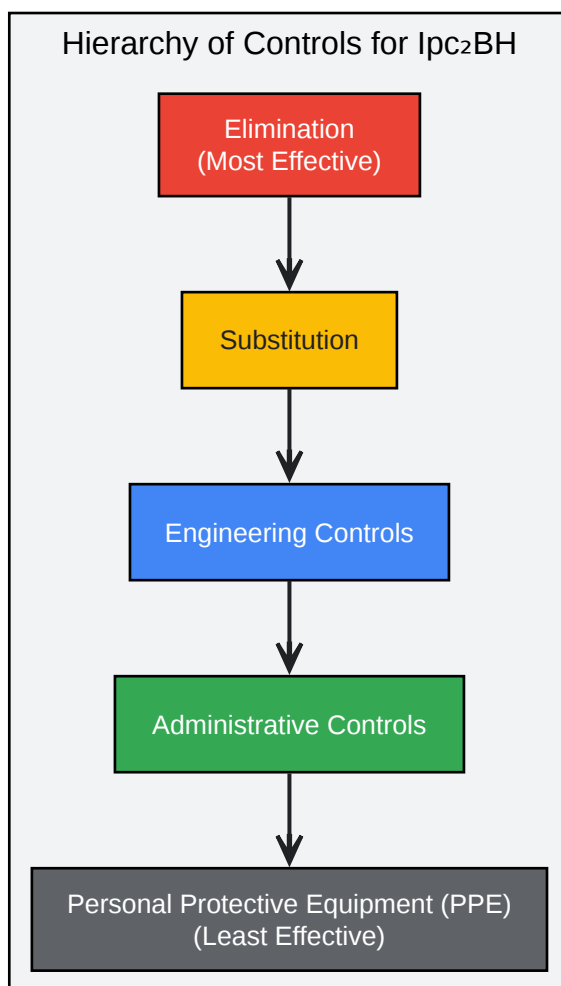 Hierarchy of Controls for Ipc₂BH
Elimination
(Most Effective)
Substitution
Engineering Controls
Administrative Controls
Personal Protective Equipment (PPE)
(Least Effective)